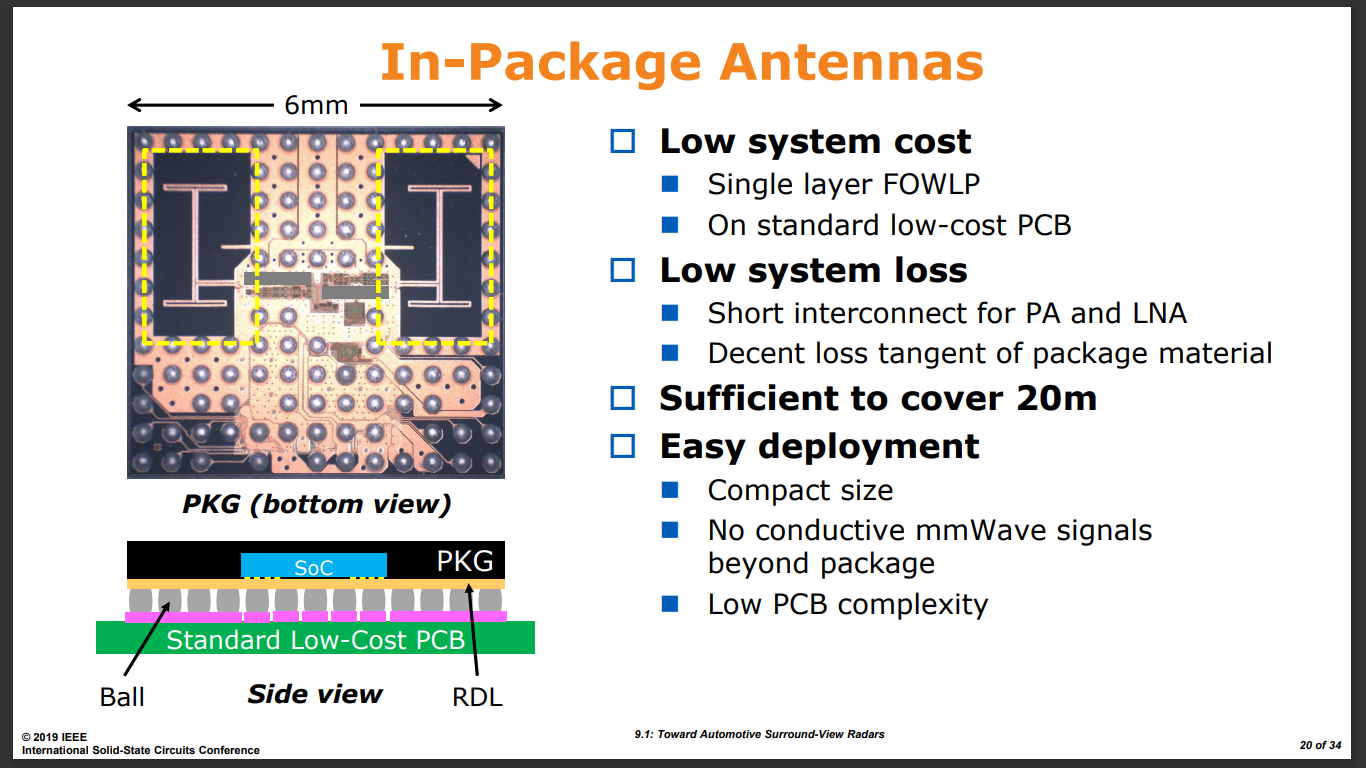 In-Package Antennas
6mm
PKG (bottom view)
SoC
PKG
Standard Low-Cost PCB
Ball
Side view
RDL
Low system cost
Single layer FOWLP
On standard low-cost PCB
Low system loss
Short interconnect for PA and LNA
Decent loss tangent of package material
Sufficient to cover 20m
Easy deployment
Compact size
No conductive mmWave signals
beyond package
Low PCB complexity
© 2019 IEEE
International Solid-State Circuits Conference
9.1: Toward Automotive Surround-View Radars
20 of 34